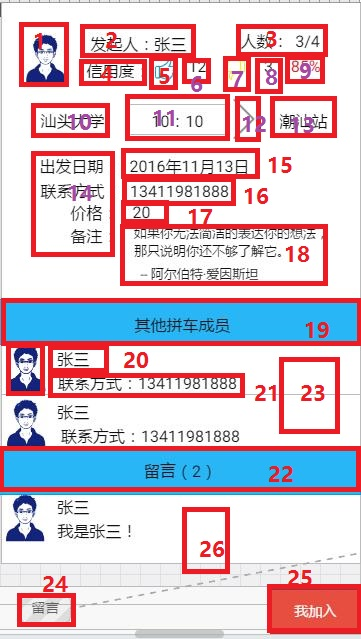 1
2
发起人：张三
3
人数： 3/4
4
信用度
5
12
6
7
3
8
85%
9
汕头大学
10
10：10
11
12
潮汕站
13
出发日期
2016年11月13日
15
联系方式
14
13411981888
16
价格
20
17
备注：
如果你无法简洁的表达你的想法，
那只说明你还不够了解它。
18
-- 阿尔伯特·爱因斯坦
其他拼车成员
19
张三
20
联系方式：13411981888
21
23
张三
联系方式：13411981888
留言（2）
22
张三
我是张三！
26
24
留言
25
我加入